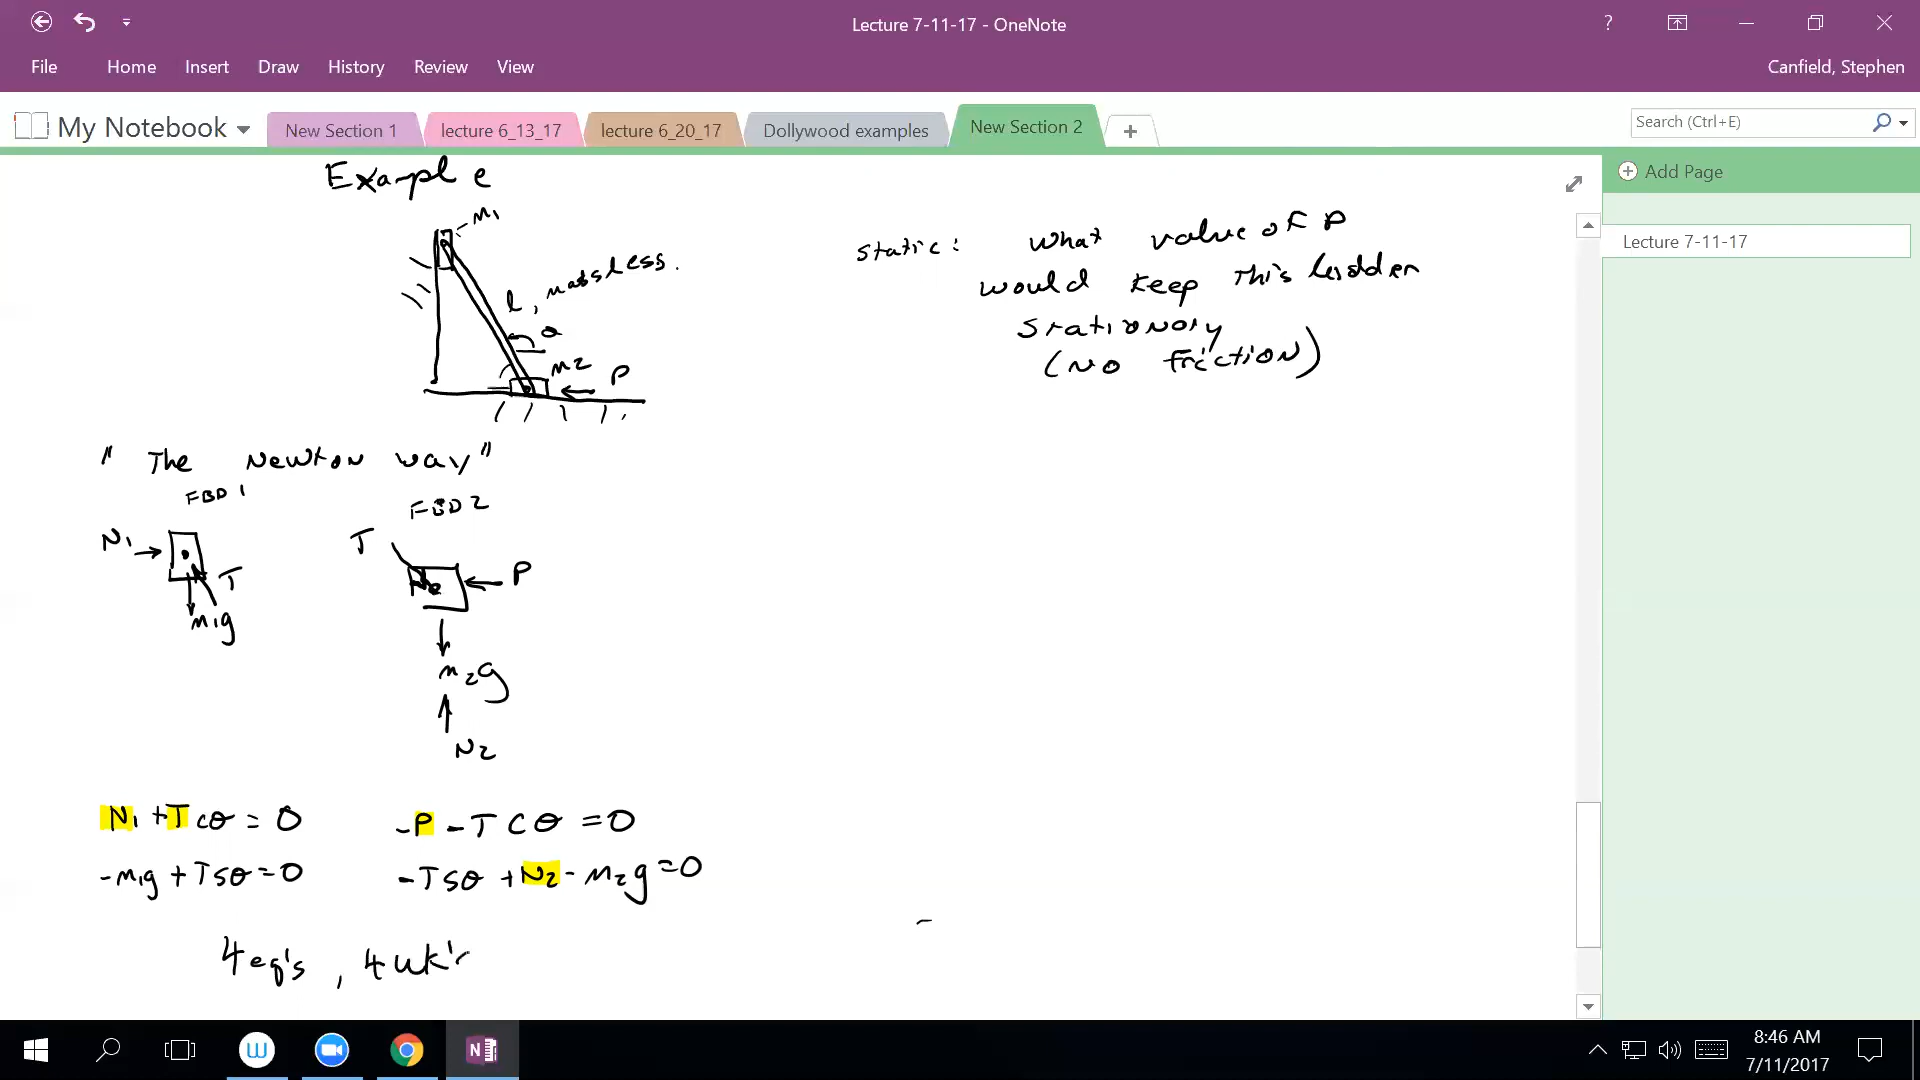 Lecture 7-11-17 - OneNote
?
File Home Insert Draw History Review View
Canfield, Stephen
My Notebook
New Section 1
lecture 6_13_17
lecture 6_20_17
Dollywood examples
New Section 2
+
Search (Ctrl+E)
Add Page
Lecture 7-11-17
Example
m₁
l, massless.
θ
m₂
P
static: what value of P
would keep this ladder
stationary
(no friction)
"The Newton way"
FBD 1
FBD 2
N₁
T
m₁g
T
P
m₂g
N₂
N₁ + Tcθ = 0
-P - Tcθ = 0
-m₁g + Tsθ = 0
-Tsθ + N₂ - m₂g = 0
4 eq's, 4 uk's
8:46 AM
7/11/2017